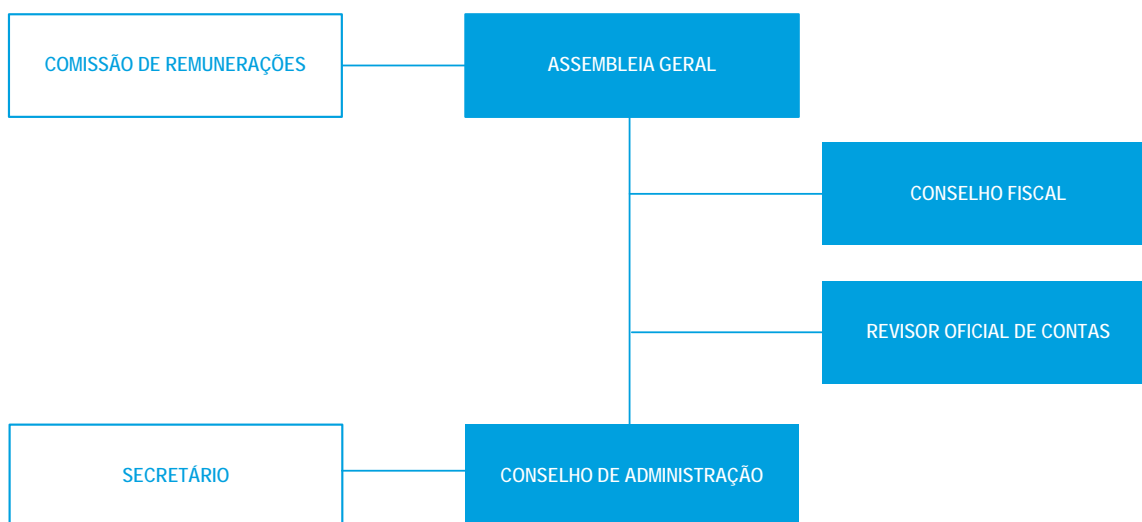 COMISSÃO DE REMUNERAÇÕES
ASSEMBLEIA GERAL
CONSELHO FISCAL
REVISOR OFICIAL DE CONTAS
SECRETÁRIO
CONSELHO DE ADMINISTRAÇÃO